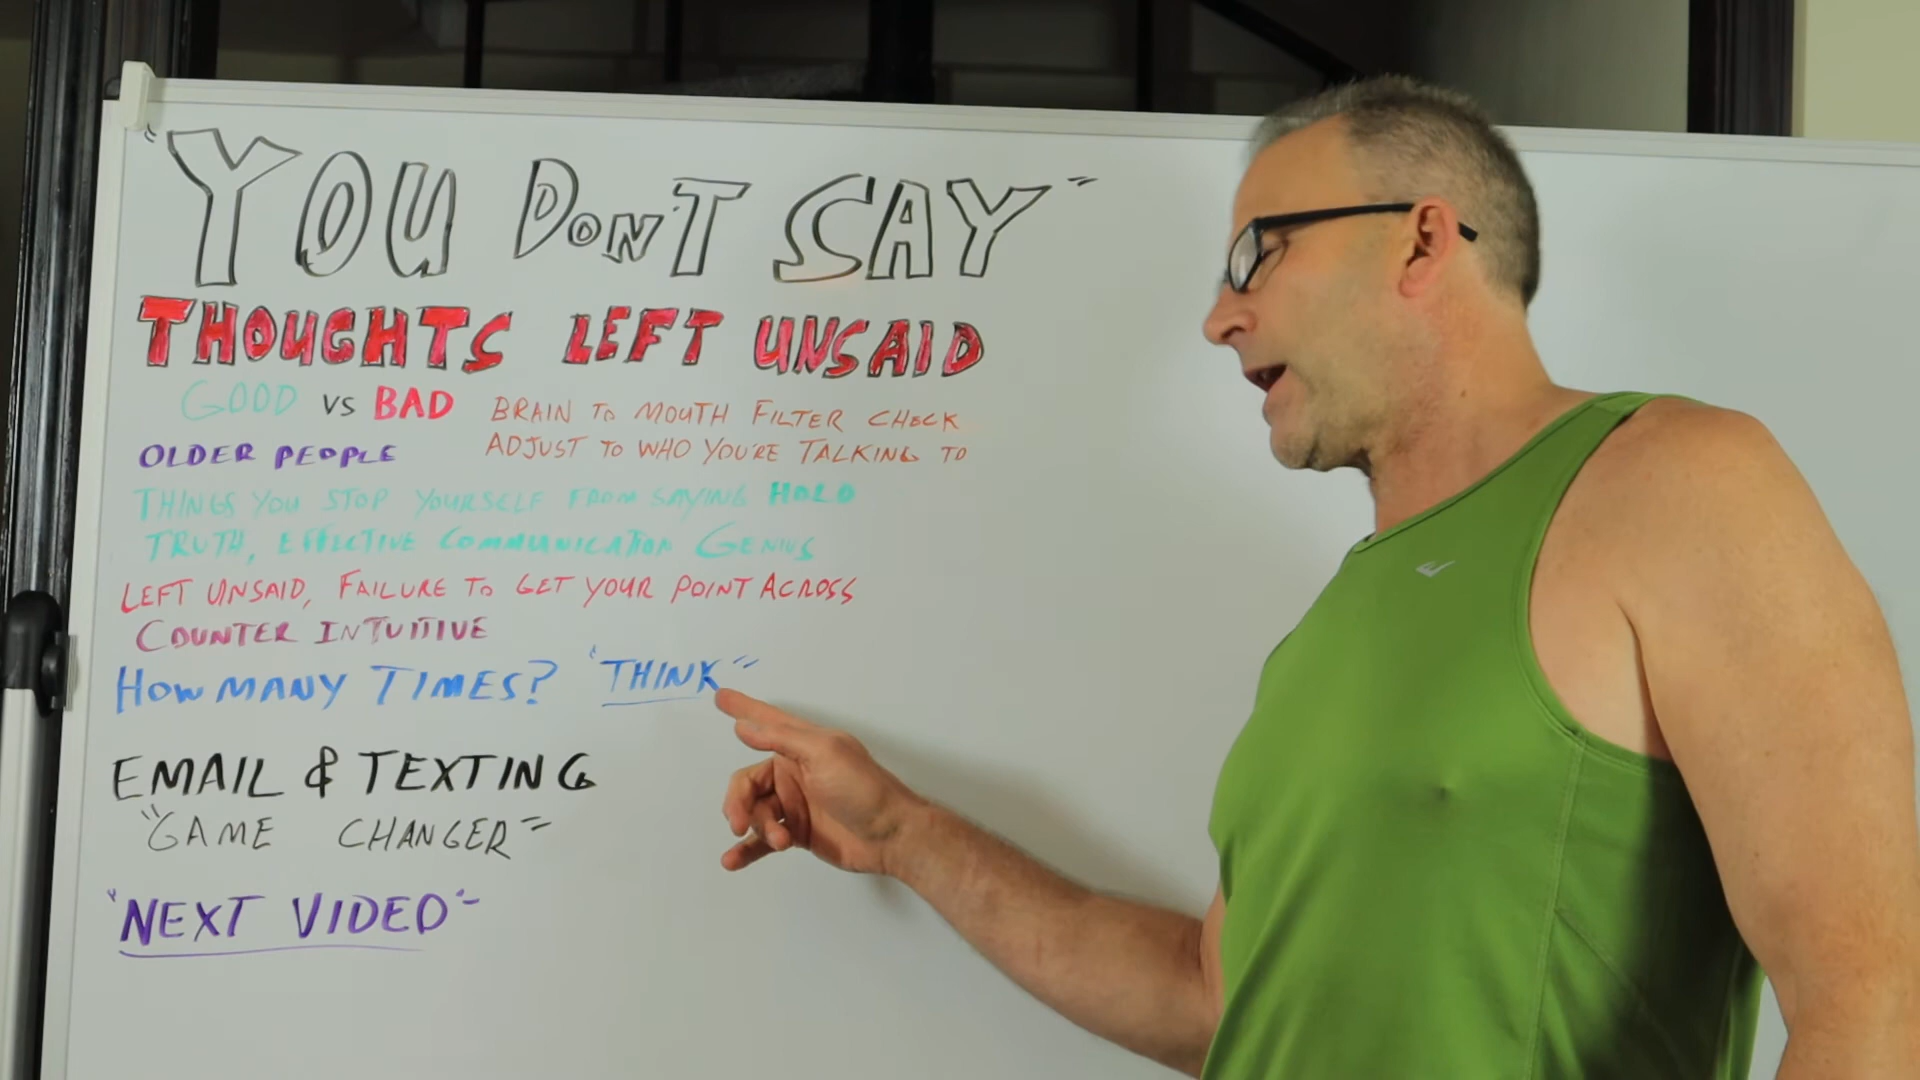 "YOU DON'T SAY"
THOUGHTS LEFT UNSAID
GOOD VS BAD
BRAIN TO MOUTH FILTER CHECK
OLDER PEOPLE
ADJUST TO WHO YOU'RE TALKING TO
THINGS YOU STOP YOURSELF FROM SAYING HOLD
TRUTH, EFFECTIVE COMMUNICATION GENIUS
LEFT UNSAID, FAILURE TO GET YOUR POINT ACROSS
COUNTER INTUITIVE
HOW MANY TIMES? "THINK"
EMAIL & TEXTING
"GAME CHANGER"
"NEXT VIDEO"